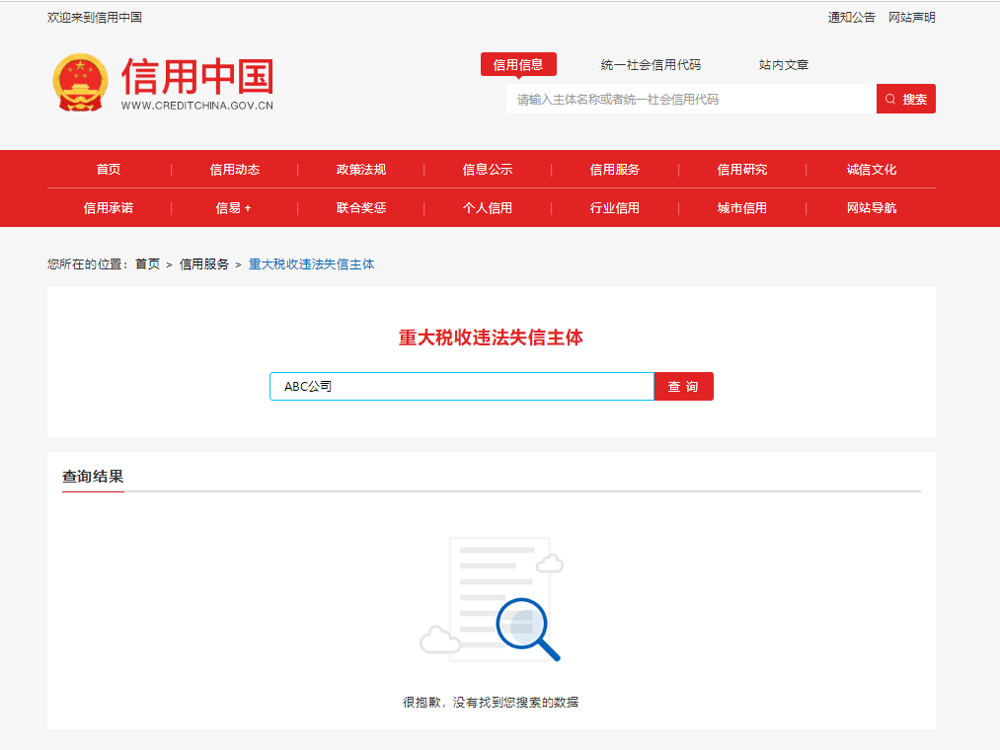 欢迎来到信用中国
通知公告 网站声明
信用中国
WWW.CREDITCHINA.GOV.CN
信用信息 统一社会信用代码 站内文章
请输入主体名称或者统一社会信用代码 搜索
首页 信用动态 政策法规 信息公示 信用服务 信用研究 诚信文化
信用承诺 信易+ 联合奖惩 个人信用 行业信用 城市信用 网站导航
您所在的位置：首页 > 信用服务 > 重大税收违法失信主体
重大税收违法失信主体
ABC公司 查 询
查询结果
很抱歉，没有找到您搜索的数据